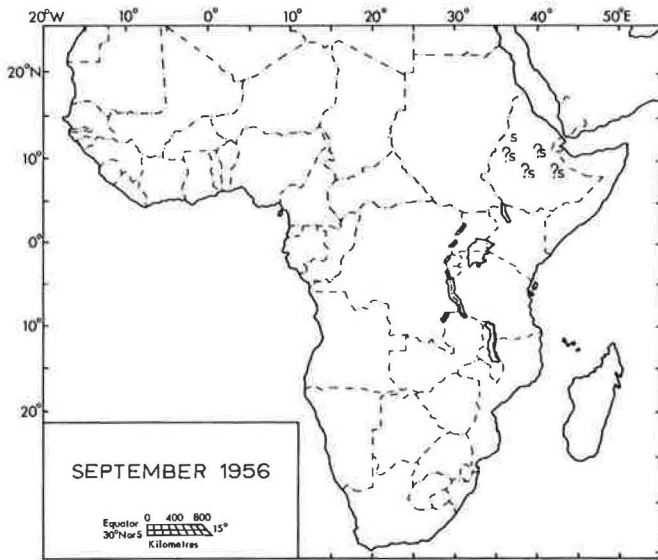 20°W 10° 0° 10° 20° 30° 40° 50°E
20°N
S
10° ?S ?S
?S ?S
0°
10°
20°
SEPTEMBER 1956
Equator 0 400 800
30°N or S 15°
Kilometres